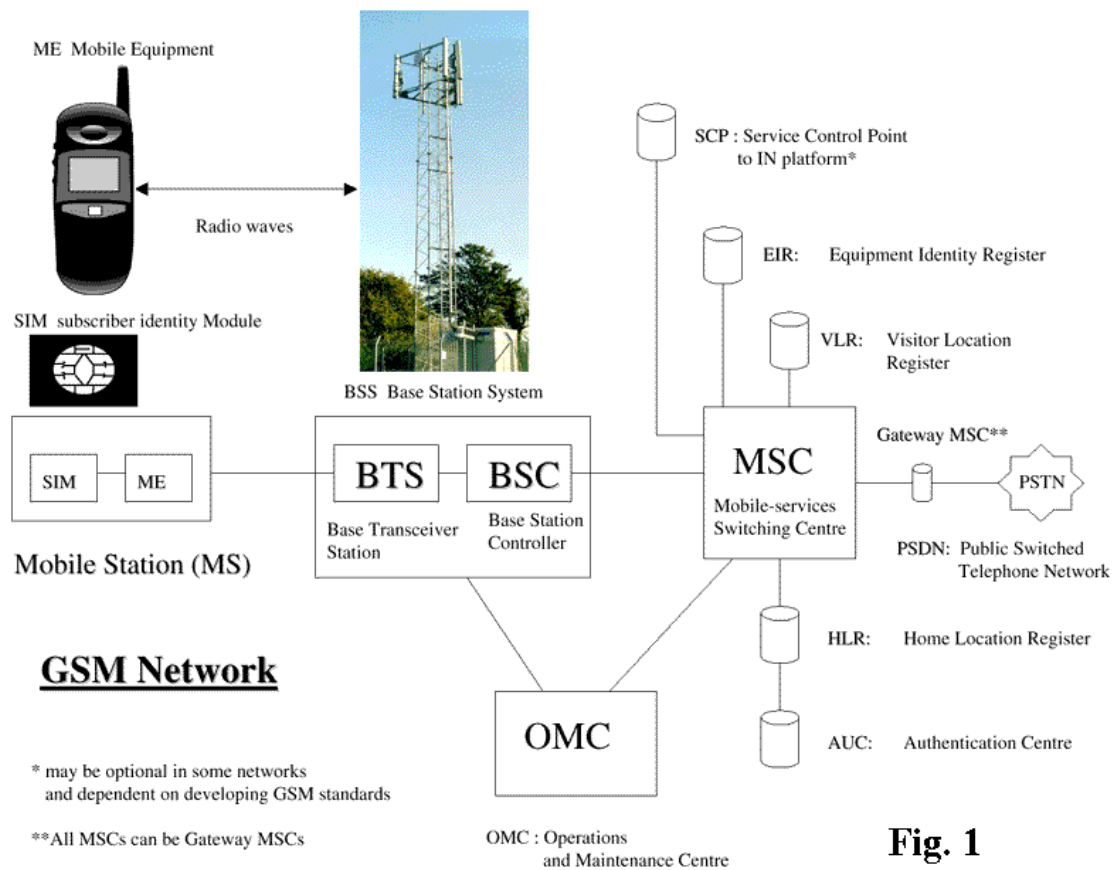 ME Mobile Equipment
Radio waves
SIM subscriber identity Module
BSS Base Station System
SCP : Service Control Point
to IN platform*
EIR: Equipment Identity Register
VLR: Visitor Location
Register
Gateway MSC**
SIM
ME
BTS
BSC
MSC
PSTN
Base Transceiver
Station
Base Station
Controller
Mobile-services
Switching Centre
PSDN: Public Switched
Telephone Network
Mobile Station (MS)
HLR: Home Location Register
GSM Network
OMC
AUC: Authentication Centre
* may be optional in some networks
and dependent on developing GSM standards
**All MSCs can be Gateway MSCs
OMC : Operations
and Maintenance Centre
Fig. 1